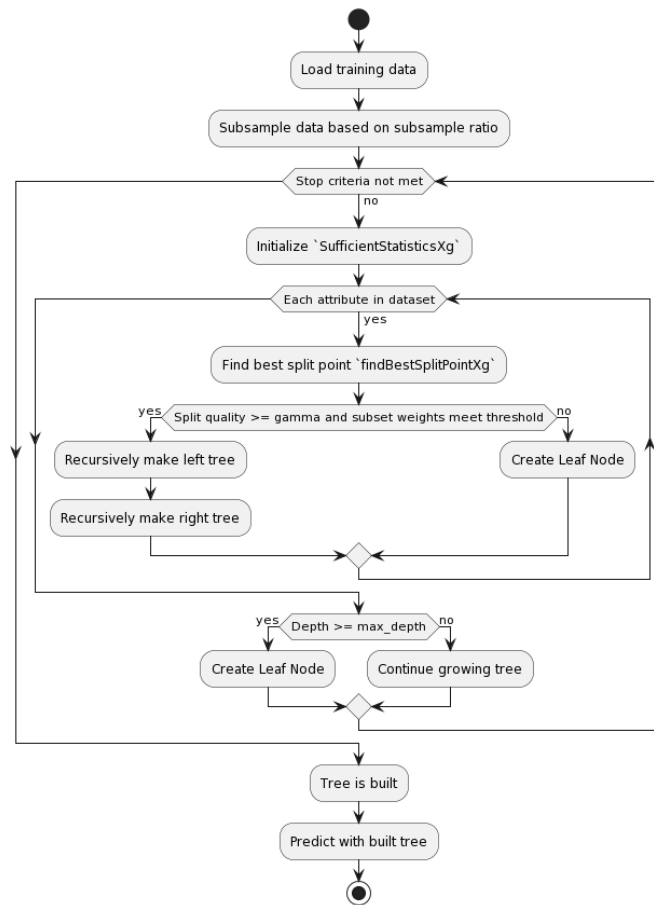 Load training data
Subsample data based on subsample ratio
Stop criteria not met
no
Initialize `SufficientStatisticsXg`
Each attribute in dataset
yes
Find best split point `findBestSplitPointXg`
yes
Split quality >= gamma and subset weights meet threshold
no
Recursively make left tree
Create Leaf Node
Recursively make right tree
yes
Depth >= max_depth
no
Create Leaf Node
Continue growing tree
Tree is built
Predict with built tree